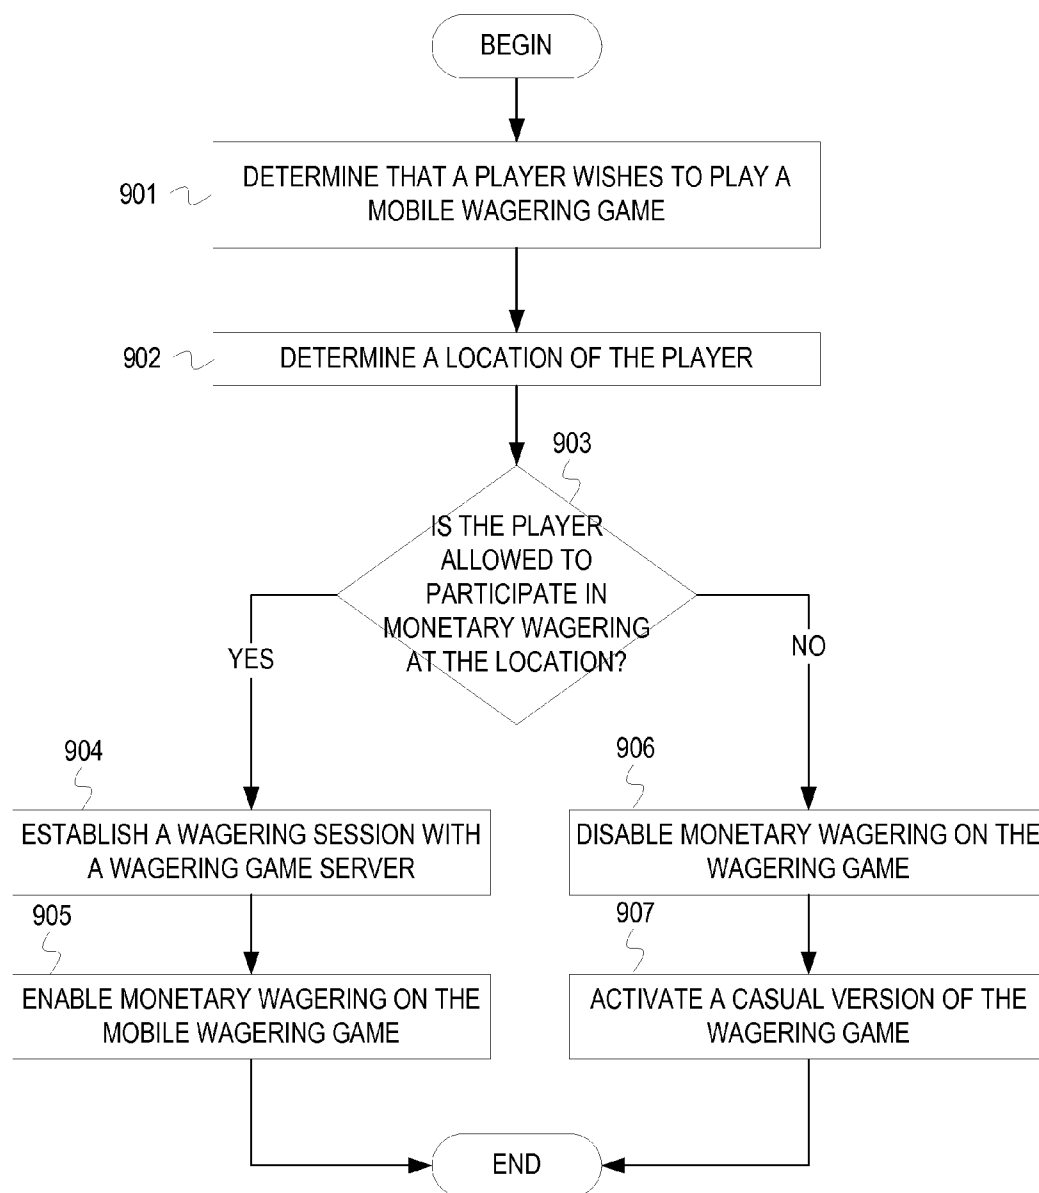 BEGIN
901
DETERMINE THAT A PLAYER WISHES TO PLAY A
MOBILE WAGERING GAME
902
DETERMINE A LOCATION OF THE PLAYER
903
IS THE PLAYER
ALLOWED TO
PARTICIPATE IN
MONETARY WAGERING
AT THE LOCATION?
YES
NO
904
ESTABLISH A WAGERING SESSION WITH
A WAGERING GAME SERVER
905
ENABLE MONETARY WAGERING ON THE
MOBILE WAGERING GAME
906
DISABLE MONETARY WAGERING ON THE
WAGERING GAME
907
ACTIVATE A CASUAL VERSION OF THE
WAGERING GAME
END